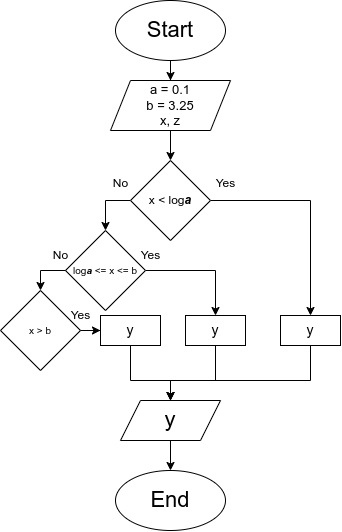 Start
a = 0.1
b = 3.25
x, z
No
Yes
x < loga
No
Yes
loga <= x <= b
Yes
x > b
y
y
y
y
End